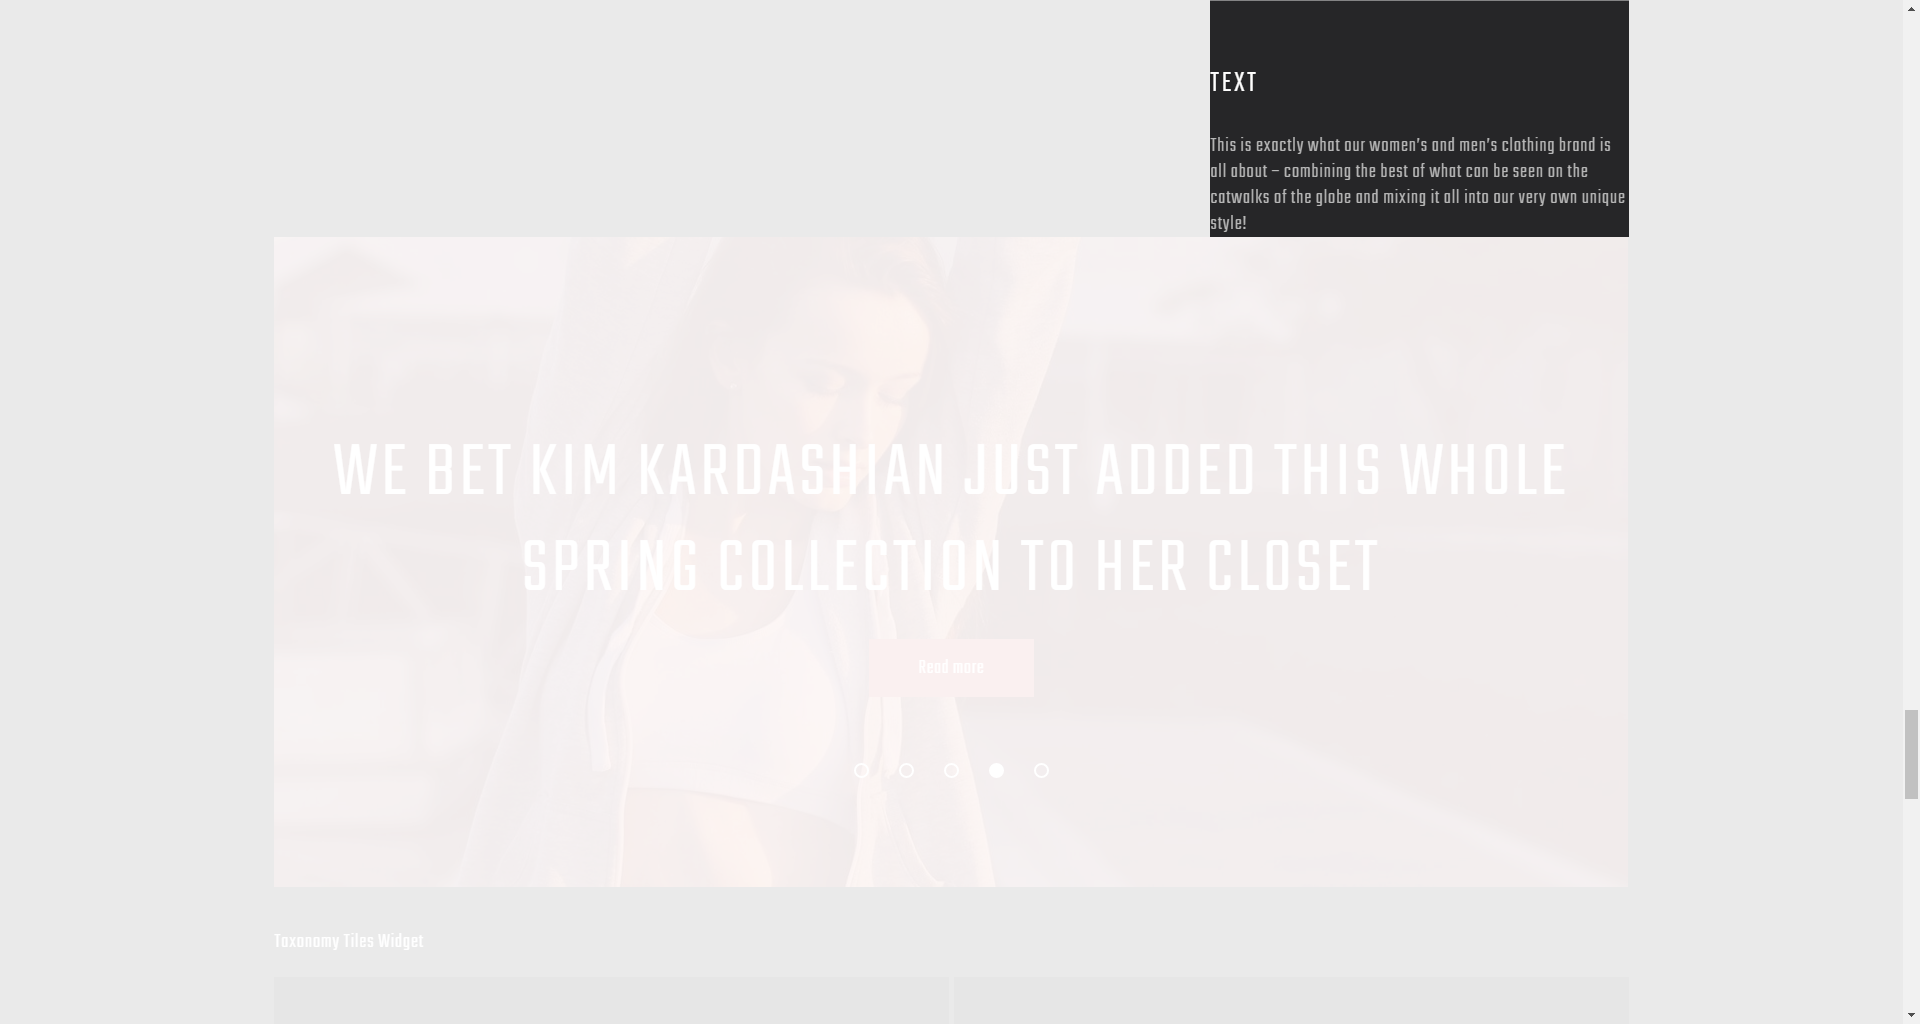 TEXT
This is exactly what our women’s and men’s clothing brand is
all about – combining the best of what can be seen on the
catwalks of the globe and mixing it all into our very own unique
style!
WE BET KIM KARDASHIAN JUST ADDED THIS WHOLE
SPRING COLLECTION TO HER CLOSET
Read more
Taxonomy Tiles Widget